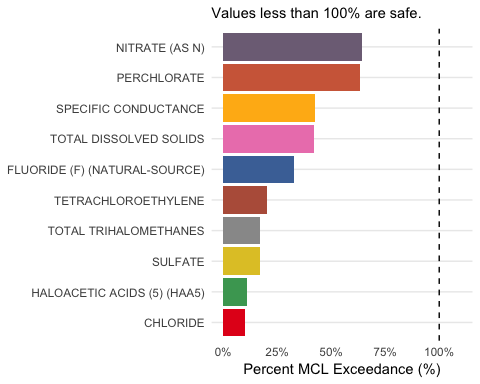 Values less than 100% are safe.
NITRATE (AS N)
PERCHLORATE
SPECIFIC CONDUCTANCE
TOTAL DISSOLVED SOLIDS
FLUORIDE (F) (NATURAL-SOURCE)
TETRACHLOROETHYLENE
TOTAL TRIHALOMETHANES
SULFATE
HALOACETIC ACIDS (5) (HAA5)
CHLORIDE
0% 25% 50% 75% 100%
Percent MCL Exceedance (%)